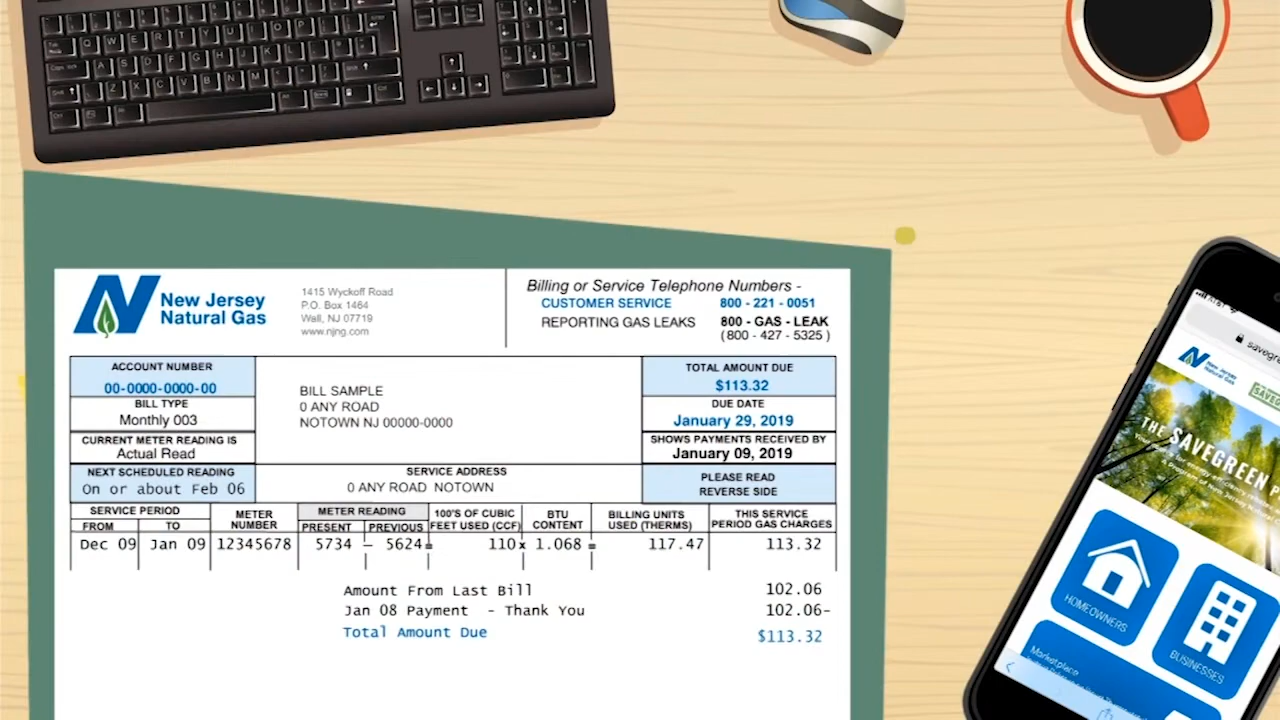 New Jersey
Natural Gas
1415 Wyckoff Road
P.O. Box 1464
Wall, NJ 07719
www.njng.com
Billing or Service Telephone Numbers -
CUSTOMER SERVICE 800 - 221 - 0051
REPORTING GAS LEAKS 800 - GAS - LEAK
( 800 - 427 - 5325 )
ACCOUNT NUMBER
00-0000-0000-00
BILL TYPE
Monthly 003
CURRENT METER READING IS
Actual Read
NEXT SCHEDULED READING
On or about Feb 06
BILL SAMPLE
0 ANY ROAD
NOTOWN NJ 00000-0000
SERVICE ADDRESS
0 ANY ROAD NOTOWN
TOTAL AMOUNT DUE
$113.32
DUE DATE
January 29, 2019
SHOWS PAYMENTS RECEIVED BY
January 09, 2019
PLEASE READ
REVERSE SIDE
SERVICE PERIOD
FROM TO
METER
NUMBER
METER READING
PRESENT PREVIOUS
100'S OF CUBIC
FEET USED (CCF)
BTU
CONTENT
BILLING UNITS
USED (THERMS)
THIS SERVICE
PERIOD GAS CHARGES
Dec 09 Jan 09 12345678 5734 – 5624 = 110 x 1.068 = 117.47 113.32
Amount From Last Bill 102.06
Jan 08 Payment - Thank You 102.06-
Total Amount Due $113.32
AT&T
savegre
New Jersey
Natural Gas
SAVEGREEN
THE SAVEGREEN P
HOMEOWNERS
BUSINESSES
Marketplace